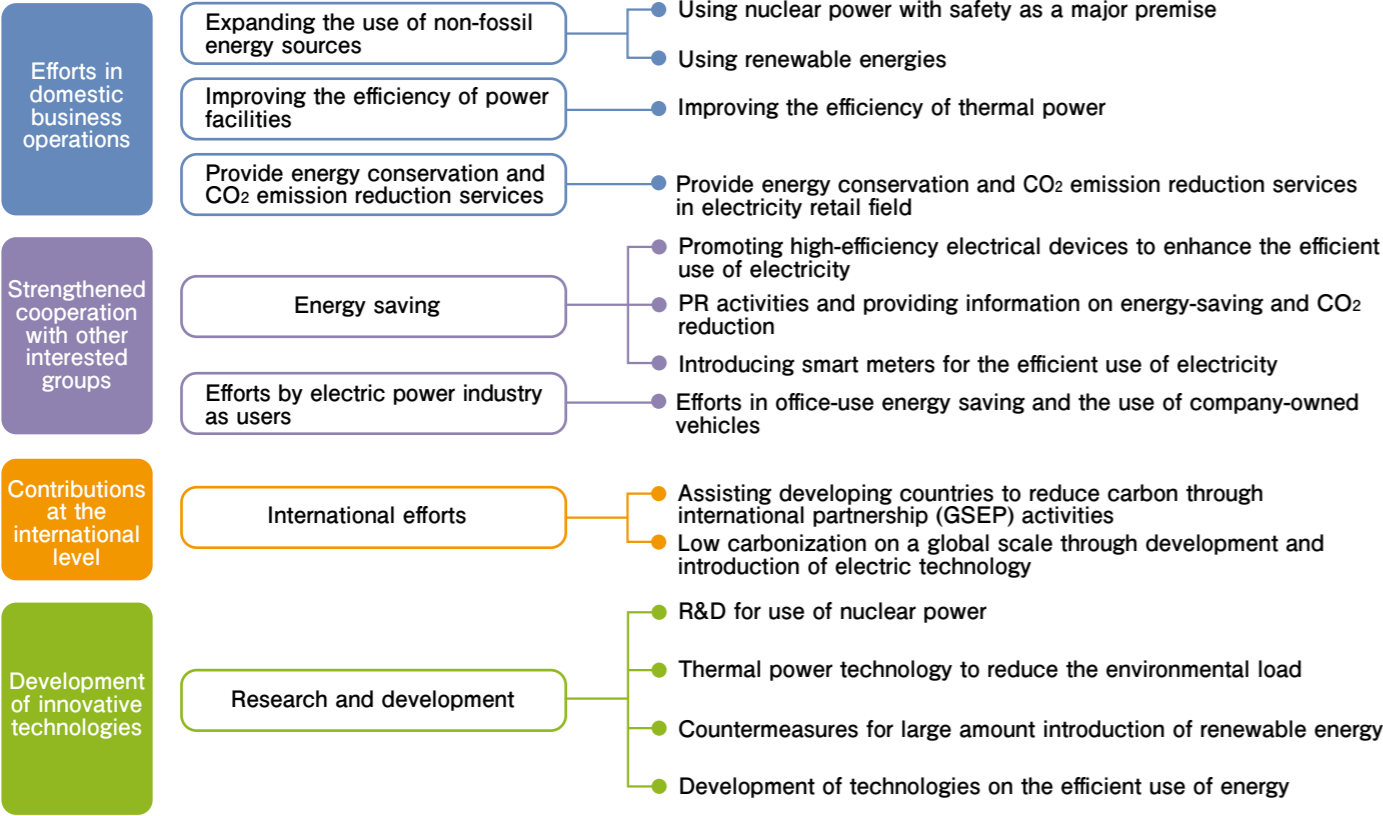 Efforts in
domestic
business
operations
Expanding the use of non-fossil
energy sources
Using nuclear power with safety as a major premise
Using renewable energies
Improving the efficiency of power
facilities
Improving the efficiency of thermal power
Provide energy conservation and
CO2 emission reduction services
Provide energy conservation and CO2 emission reduction services
in electricity retail field
Strengthened
cooperation
with other
interested
groups
Energy saving
Promoting high-efficiency electrical devices to enhance the efficient
use of electricity
PR activities and providing information on energy-saving and CO2
reduction
Introducing smart meters for the efficient use of electricity
Efforts by electric power industry
as users
Efforts in office-use energy saving and the use of company-owned
vehicles
Contributions
at the
international
level
International efforts
Assisting developing countries to reduce carbon through
international partnership (GSEP) activities
Low carbonization on a global scale through development and
introduction of electric technology
Development
of innovative
technologies
Research and development
R&D for use of nuclear power
Thermal power technology to reduce the environmental load
Countermeasures for large amount introduction of renewable energy
Development of technologies on the efficient use of energy